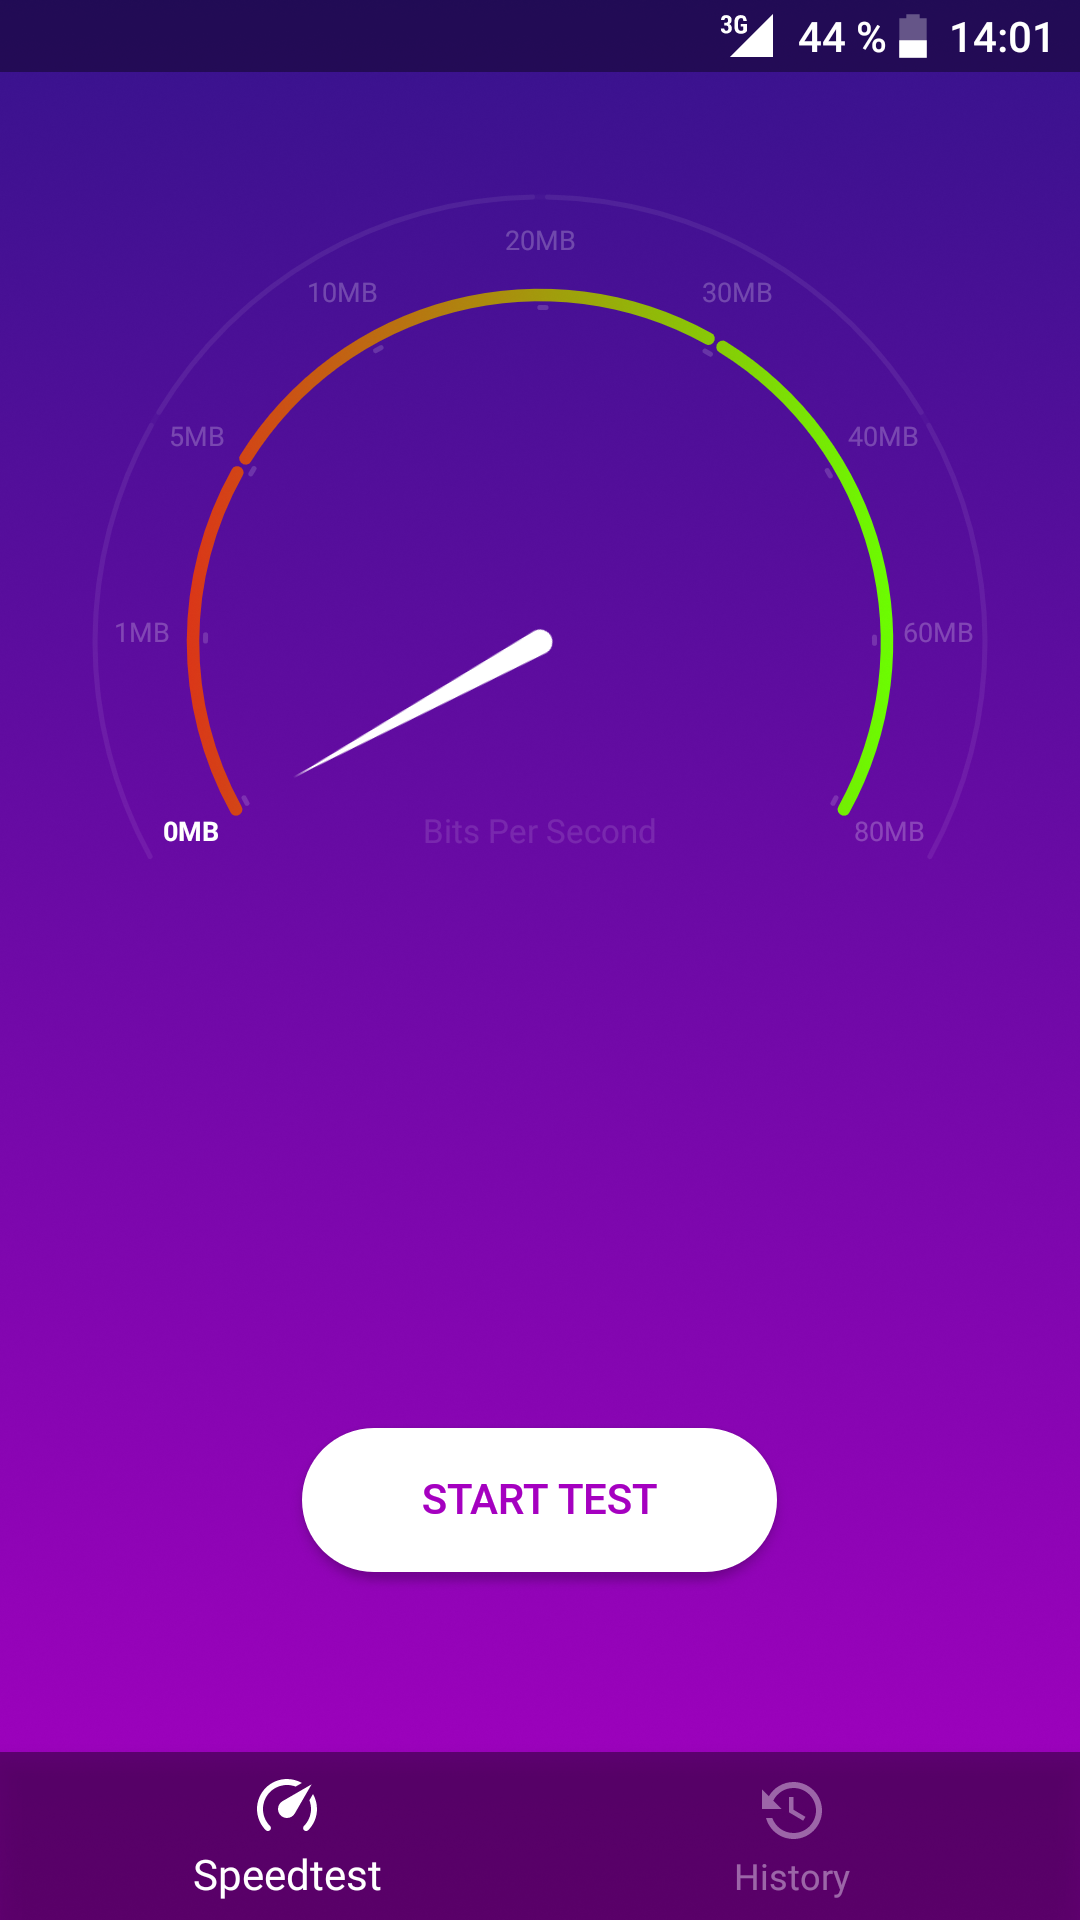 3G 44 % 14:01
20MB
10MB 30MB
5MB 40MB
1MB 60MB
0MB Bits Per Second 80MB
START TEST
Speedtest History